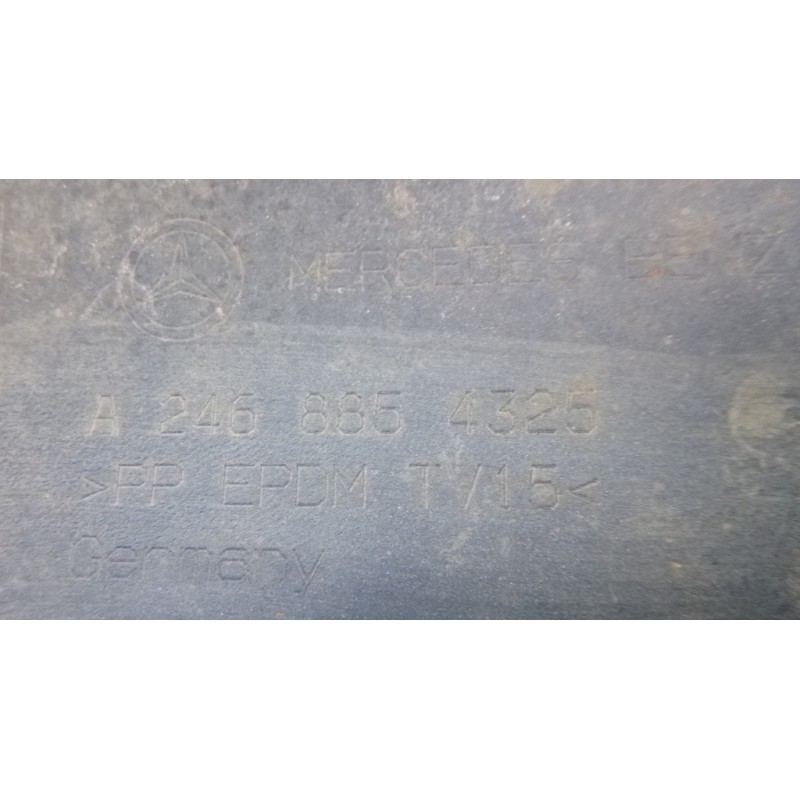 MERCEDES BENZ
A 246 885 4325
>PP EPDM TV15<
Germany